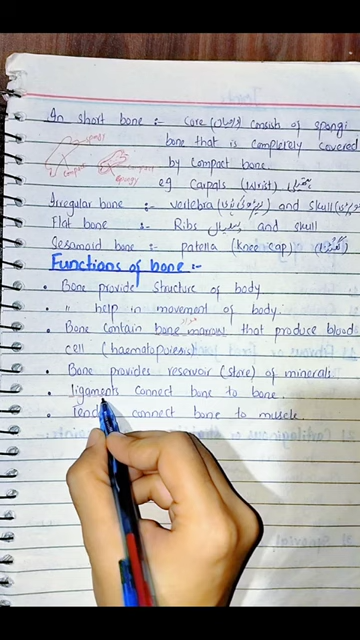 In short bone :- core (درمیان) consist of spongi
bone that is completely covered
by compact bone.
eg Carpals (wrist)
Irregular bone :- vertebra and skull
Flat bone :- Ribs and skull
Sesamoid bone :- patella (knee cap)
Functions of bone :-
• Bone provide structure of body
• " help in movement of body.
• Bone contain bone marrow that produce blood
cell (haematopoiesis)
• Bone provides reservoir (store) of minerals.
• Ligaments connect bone to bone.
• connect bone to muscle.